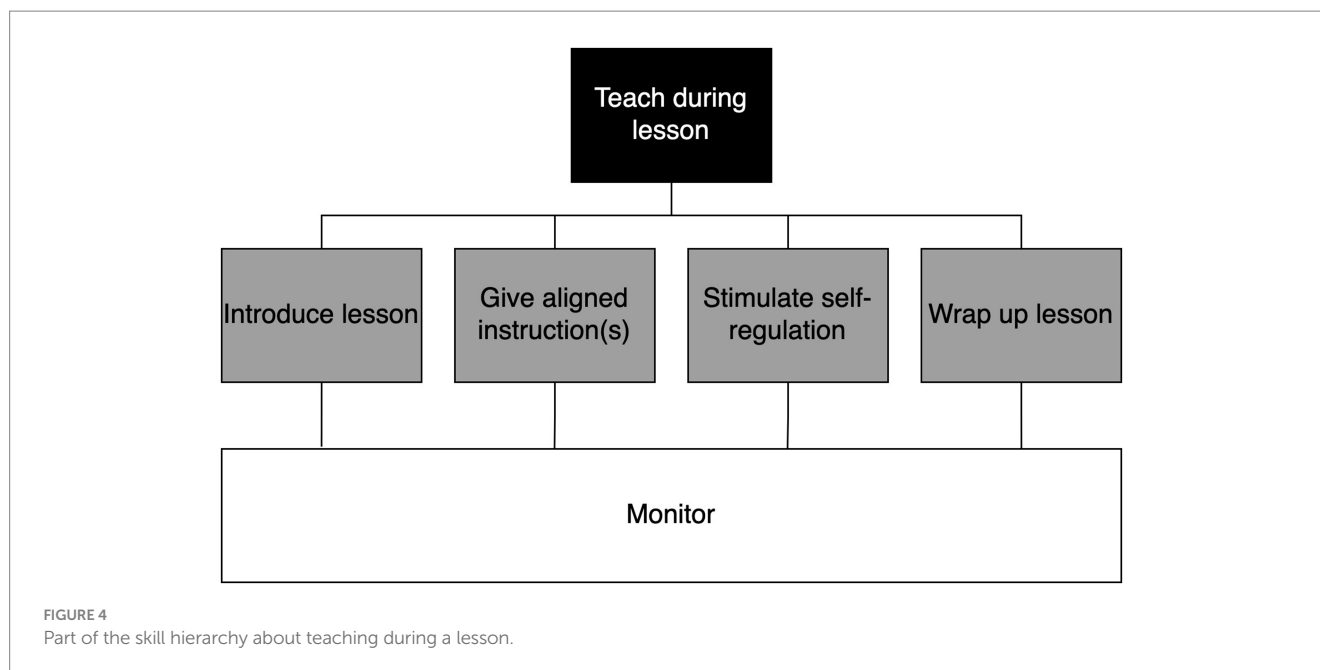 Teach during
lesson
Introduce lesson
Give aligned
instruction(s)
Stimulate self-
regulation
Wrap up lesson
Monitor
FIGURE 4
Part of the skill hierarchy about teaching during a lesson.